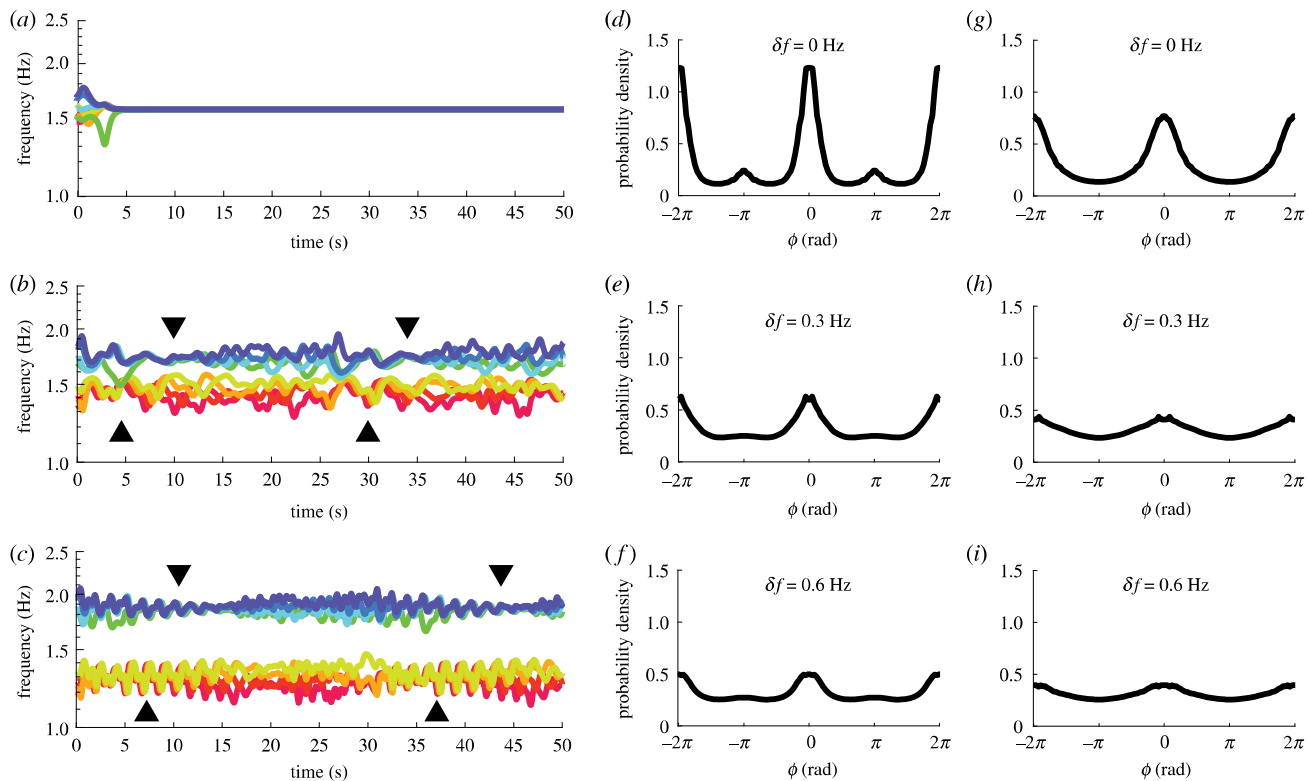 (a)
2.5
2.0
1.5
1.0
frequency (Hz)
0 5 10 15 20 25 30 35 40 45 50
time (s)
(b)
2.5
2.0
1.5
1.0
frequency (Hz)
0 5 10 15 20 25 30 35 40 45 50
time (s)
(c)
2.5
2.0
1.5
1.0
frequency (Hz)
0 5 10 15 20 25 30 35 40 45 50
time (s)
(d)
δf = 0 Hz
1.5
1.0
0.5
0
probability density
−2π −π 0 π 2π
ϕ (rad)
(e)
δf = 0.3 Hz
1.5
1.0
0.5
0
probability density
−2π −π 0 π 2π
ϕ (rad)
(f)
δf = 0.6 Hz
1.5
1.0
0.5
0
probability density
−2π −π 0 π 2π
ϕ (rad)
(g)
δf = 0 Hz
1.5
1.0
0.5
0
−2π −π 0 π 2π
ϕ (rad)
(h)
δf = 0.3 Hz
1.5
1.0
0.5
0
−2π −π 0 π 2π
ϕ (rad)
(i)
δf = 0.6 Hz
1.5
1.0
0.5
0
−2π −π 0 π 2π
ϕ (rad)